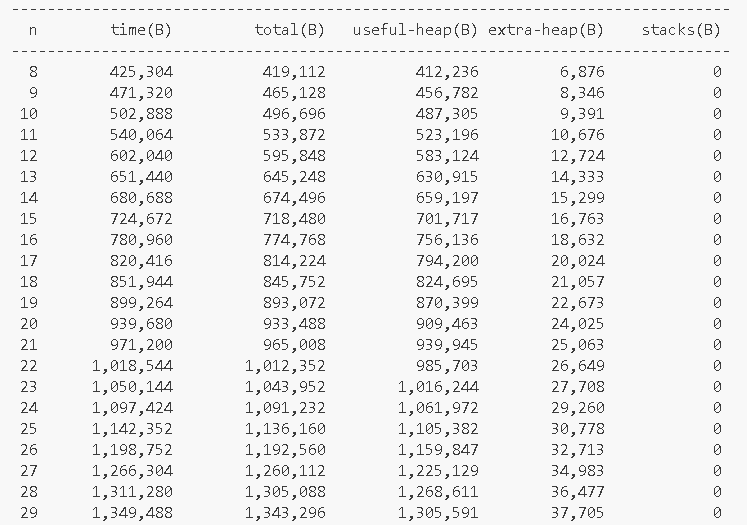 --------------------------------------------------------------------------------
n time(B) total(B) useful-heap(B) extra-heap(B) stacks(B)
--------------------------------------------------------------------------------
8 425,304 419,112 412,236 6,876 0
9 471,320 465,128 456,782 8,346 0
10 502,888 496,696 487,305 9,391 0
11 540,064 533,872 523,196 10,676 0
12 602,040 595,848 583,124 12,724 0
13 651,440 645,248 630,915 14,333 0
14 680,688 674,496 659,197 15,299 0
15 724,672 718,480 701,717 16,763 0
16 780,960 774,768 756,136 18,632 0
17 820,416 814,224 794,200 20,024 0
18 851,944 845,752 824,695 21,057 0
19 899,264 893,072 870,399 22,673 0
20 939,680 933,488 909,463 24,025 0
21 971,200 965,008 939,945 25,063 0
22 1,018,544 1,012,352 985,703 26,649 0
23 1,050,144 1,043,952 1,016,244 27,708 0
24 1,097,424 1,091,232 1,061,972 29,260 0
25 1,142,352 1,136,160 1,105,382 30,778 0
26 1,198,752 1,192,560 1,159,847 32,713 0
27 1,266,304 1,260,112 1,225,129 34,983 0
28 1,311,280 1,305,088 1,268,611 36,477 0
29 1,349,488 1,343,296 1,305,591 37,705 0